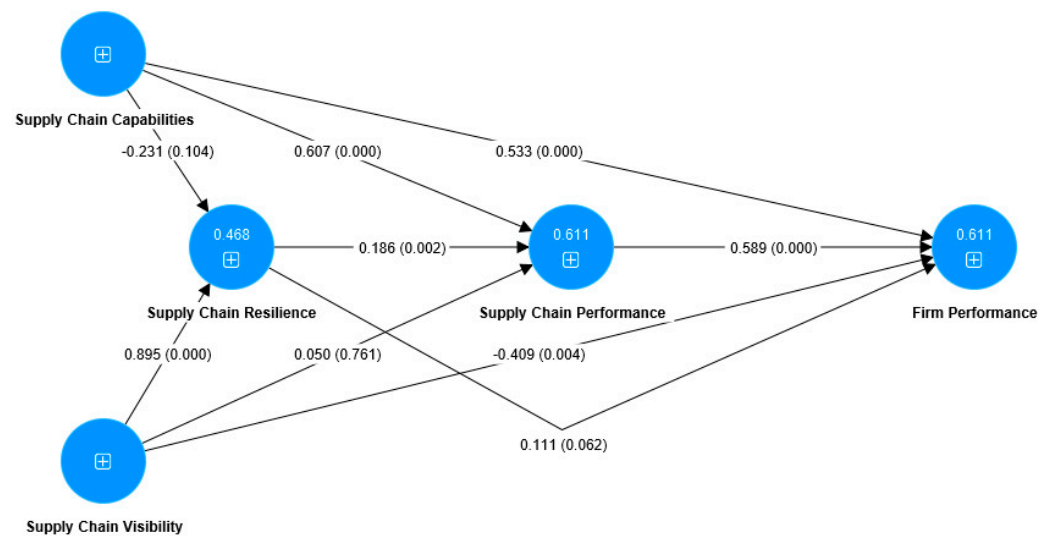 Supply Chain Capabilities
-0.231 (0.104)
0.607 (0.000)
0.533 (0.000)
0.468
0.611
0.611
0.186 (0.002)
0.589 (0.000)
Supply Chain Resilience
Supply Chain Performance
Firm Performance
0.895 (0.000)
0.050 (0.761)
-0.409 (0.004)
0.111 (0.062)
Supply Chain Visibility